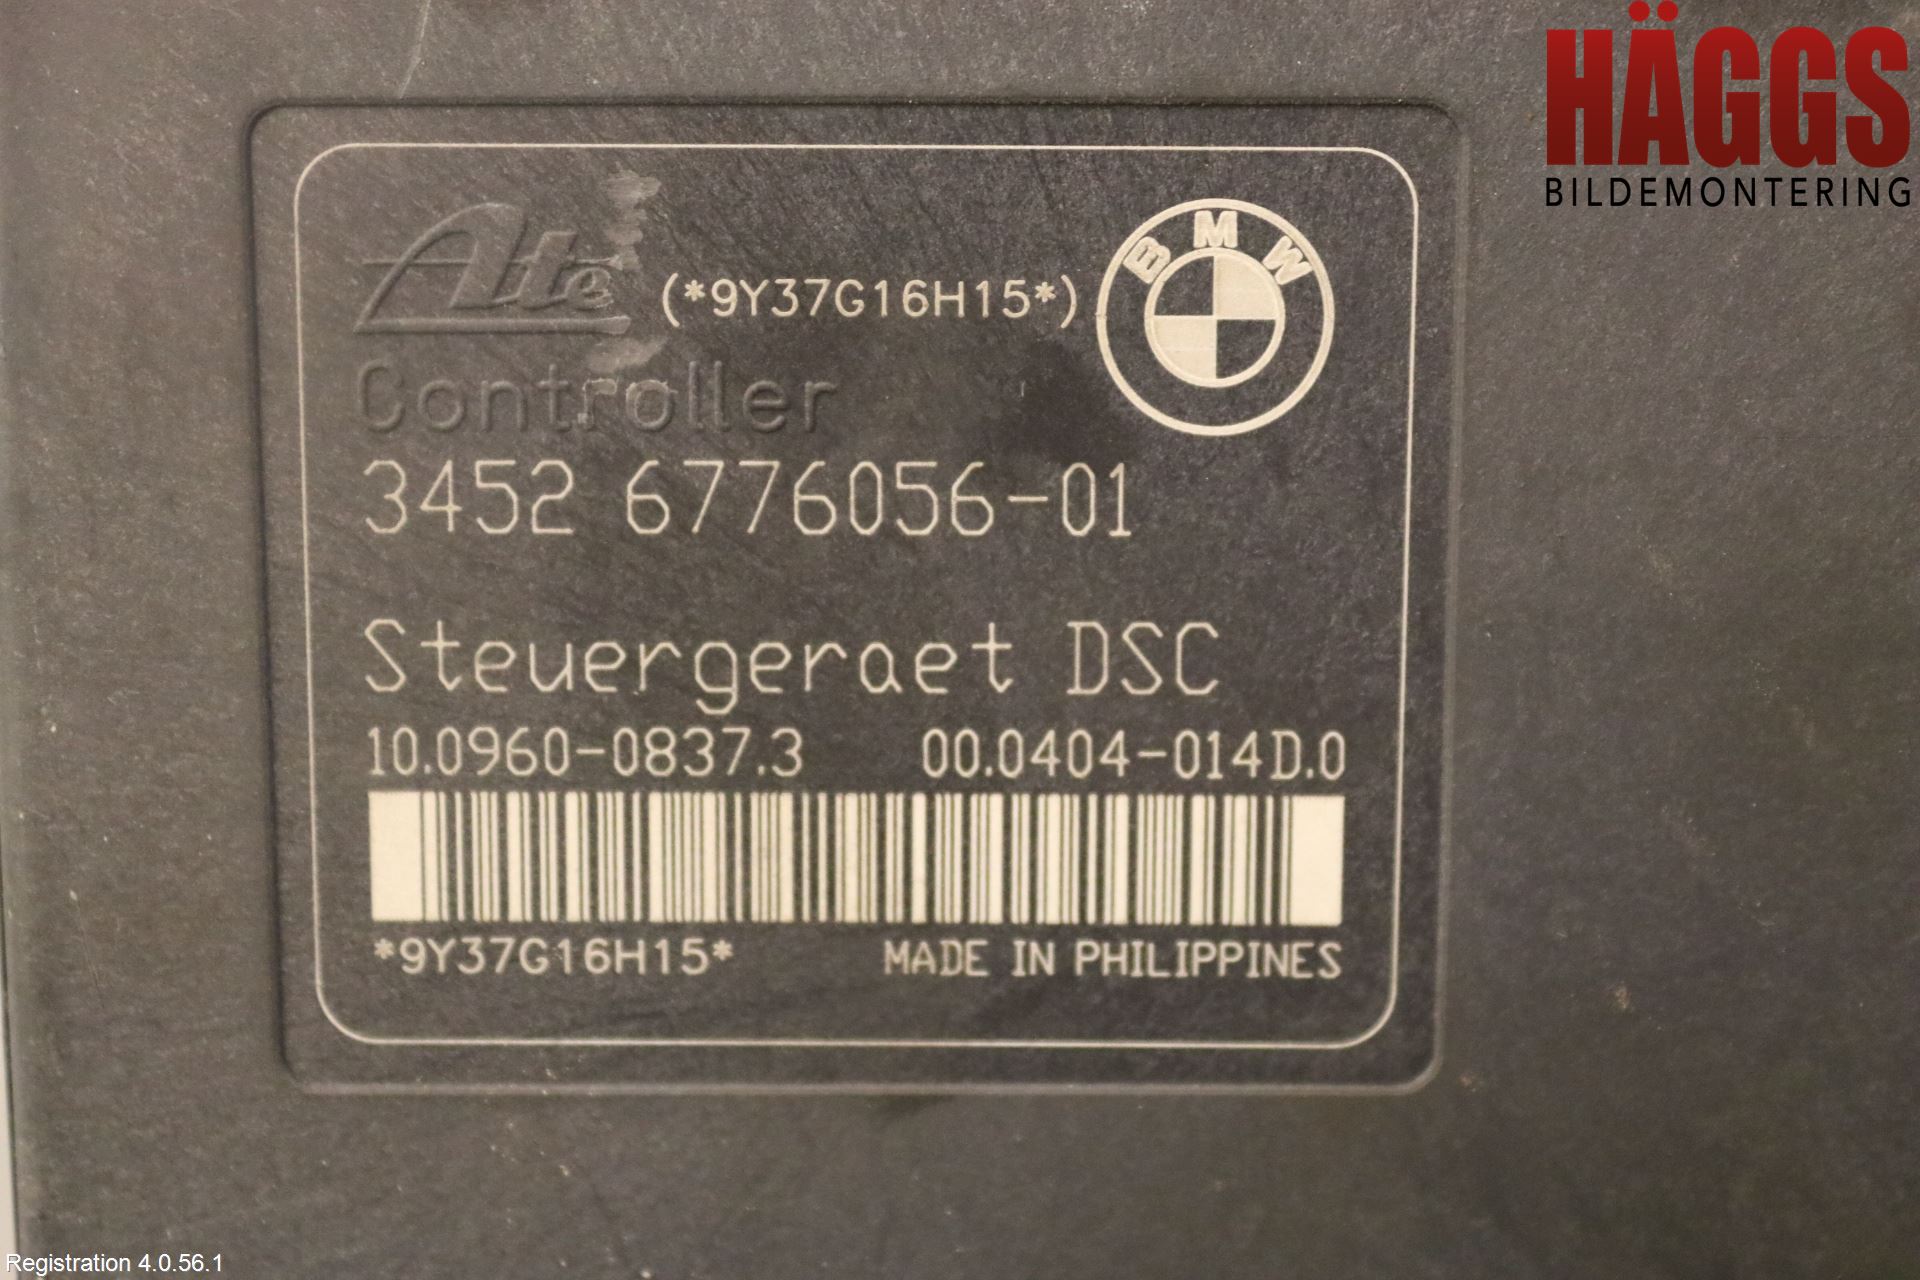 HÄGGS
BILDEMONTERING
Ate
(*9Y37G16H15*)
BMW
Controller
3452 6776056-01
Steuergeraet DSC
10.0960-0837.3 00.0404-014D.0
*9Y37G16H15* MADE IN PHILIPPINES
Registration 4.0.56.1